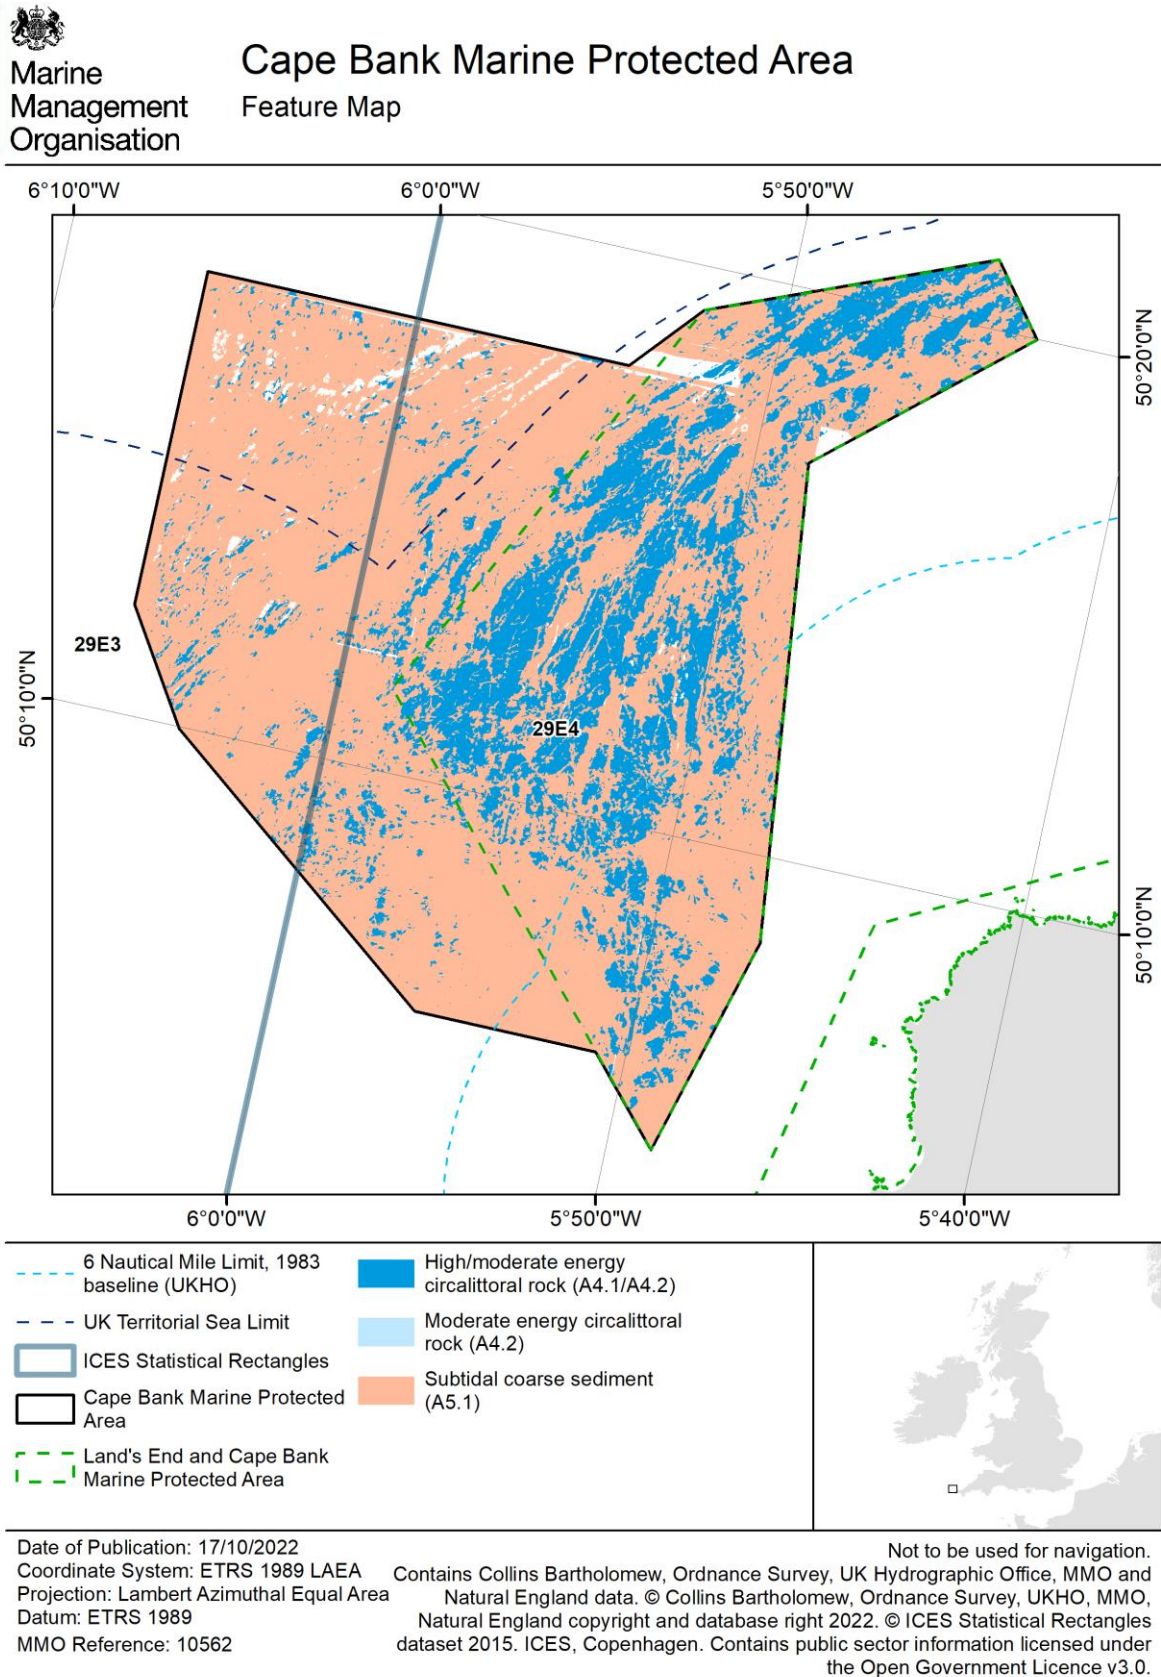 Marine
Management
Organisation
Cape Bank Marine Protected Area
Feature Map
6°10'0"W
6°0'0"W
5°50'0"W
50°20'0"N
29E3
50°10'0"N
29E4
50°10'0"N
6°0'0"W
5°50'0"W
5°40'0"W
6 Nautical Mile Limit, 1983
baseline (UKHO)
UK Territorial Sea Limit
ICES Statistical Rectangles
Cape Bank Marine Protected
Area
Land's End and Cape Bank
Marine Protected Area
High/moderate energy
circalittoral rock (A4.1/A4.2)
Moderate energy circalittoral
rock (A4.2)
Subtidal coarse sediment
(A5.1)
Date of Publication: 17/10/2022
Coordinate System: ETRS 1989 LAEA
Projection: Lambert Azimuthal Equal Area
Datum: ETRS 1989
MMO Reference: 10562
Not to be used for navigation.
Contains Collins Bartholomew, Ordnance Survey, UK Hydrographic Office, MMO and
Natural England data. © Collins Bartholomew, Ordnance Survey, UKHO, MMO,
Natural England copyright and database right 2022. © ICES Statistical Rectangles
dataset 2015. ICES, Copenhagen. Contains public sector information licensed under
the Open Government Licence v3.0.